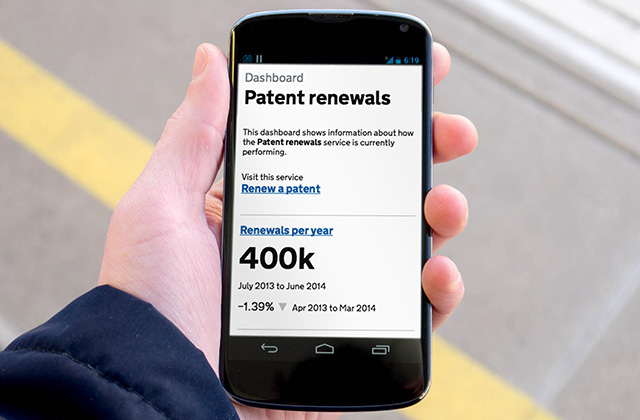 6:19
Dashboard
Patent renewals
This dashboard shows information about how
the Patent renewals service is currently
performing.
Visit this service
Renew a patent
Renewals per year
400k
July 2013 to June 2014
−1.39% ▼ Apr 2013 to Mar 2014